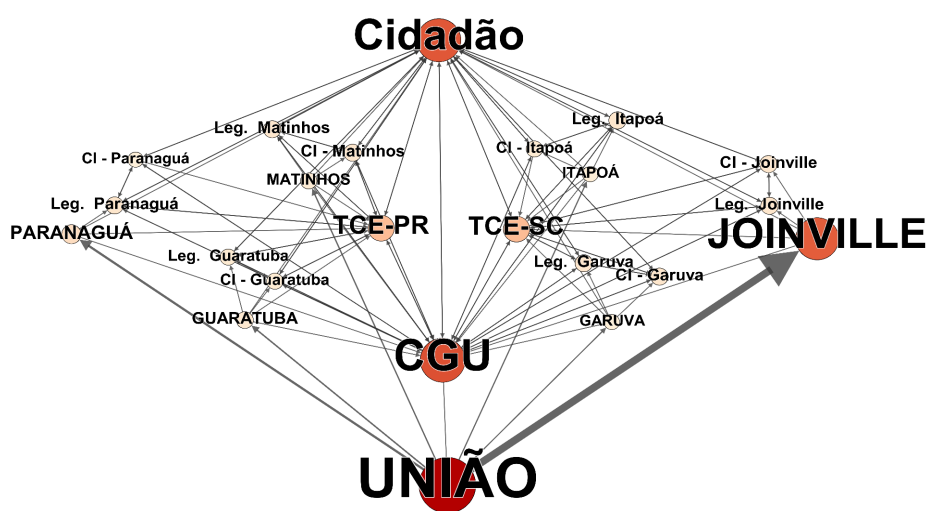 Cidadão
Leg. Itapoá
Leg. Matinhos
CI - Itapoá
CI - Matinhos
CI - Paranaguá
CI - Joinville
ITAPOÁ
MATINHOS
Leg. Paranaguá
Leg. Joinville
TCE-PR
TCE-SC
PARANAGUÁ
JOINVILLE
Leg. Guaratuba
Leg. Garuva
CI - Guaratuba
CI - Garuva
GUARATUBA
GARUVA
CGU
UNIÃO